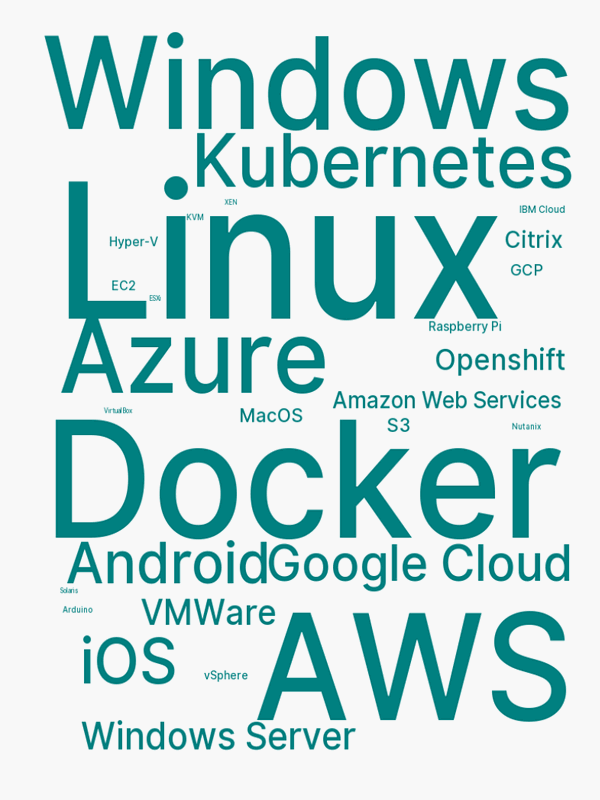 Windows
Kubernetes
XEN
Linux
KVM
IBM Cloud
Hyper-V
Citrix
GCP
EC2
ESXi
Raspberry Pi
Azure
Openshift
Amazon Web Services
VirtualBox
MacOS
S3
Nutanix
Docker
Android
Google Cloud
Solaris
Arduino
VMWare
AWS
iOS
vSphere
Windows Server